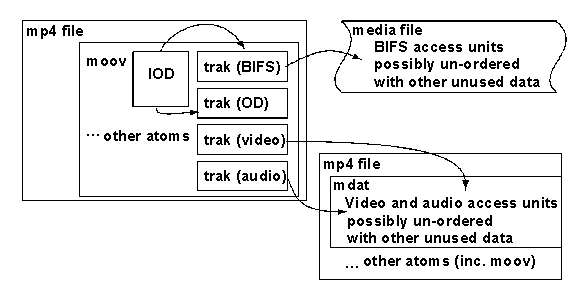 mp4 file
moov
IOD
trak (BIFS)
trak (OD)
... other atoms
trak (video)
trak (audio)
media file
BIFS access units
possibly un-ordered
with other unused data
mp4 file
mdat
Video and audio access units
possibly un-ordered
with other unused data
... other atoms (inc. moov)